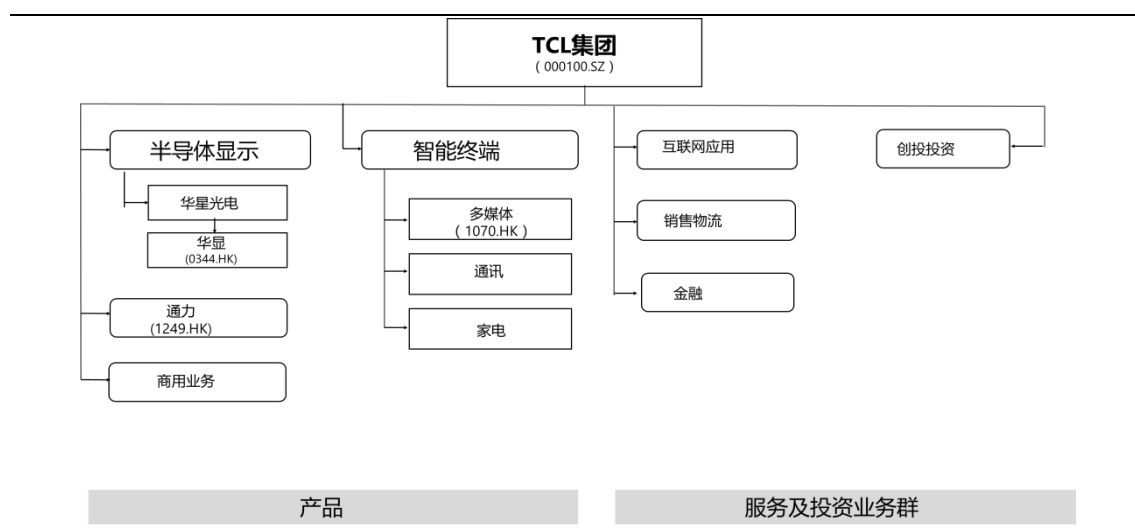 TCL集团
( 000100.SZ )
半导体显示
华星光电
华显
(0344.HK)
通力
(1249.HK)
商用业务
智能终端
多媒体
( 1070.HK )
通讯
家电
互联网应用
销售物流
金融
创投投资
产品
服务及投资业务群